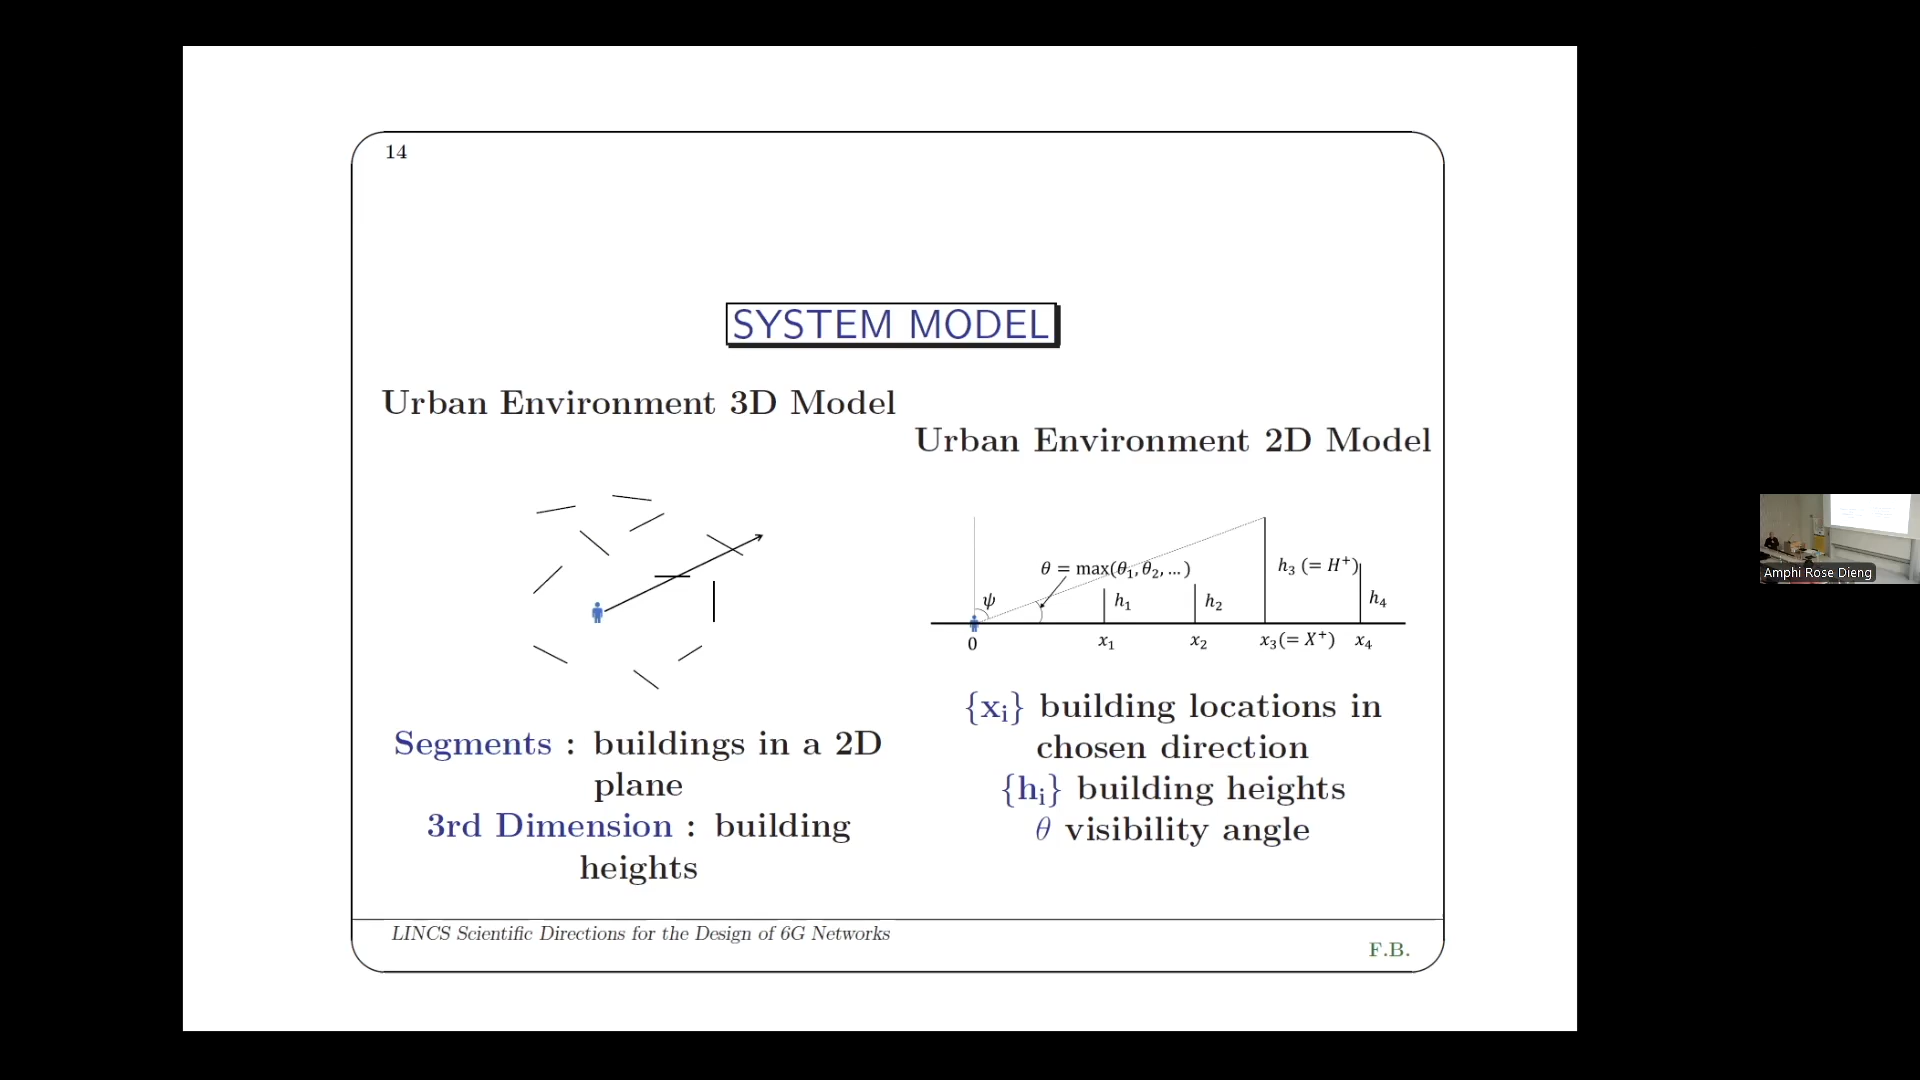 14
SYSTEM MODEL
Urban Environment 3D Model
Segments : buildings in a 2D
plane
3rd Dimension : building
heights
Urban Environment 2D Model
θ = max(θ₁, θ₂, ...)
ψ
h₁
h₂
h₃ (= H⁺)
h₄
0
x₁
x₂
x₃(= X⁺)
x₄
{xᵢ} building locations in
chosen direction
{hᵢ} building heights
θ visibility angle
LINCS Scientific Directions for the Design of 6G Networks
F.B.
Amphi Rose Dieng